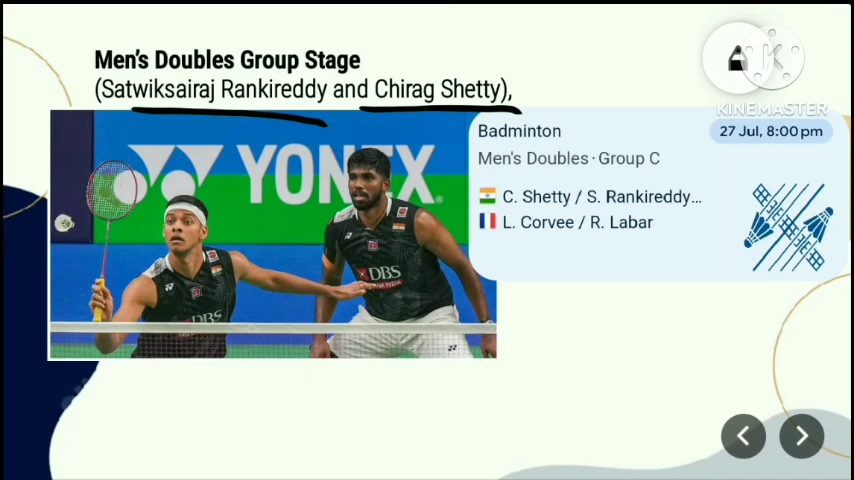 Men's Doubles Group Stage
(Satwiksairaj Rankireddy and Chirag Shetty),
KINEMASTER
YONEX
DBS
DBS
Badminton
27 Jul, 8:00 pm
Men's Doubles · Group C
C. Shetty / S. Rankireddy...
L. Corvee / R. Labar